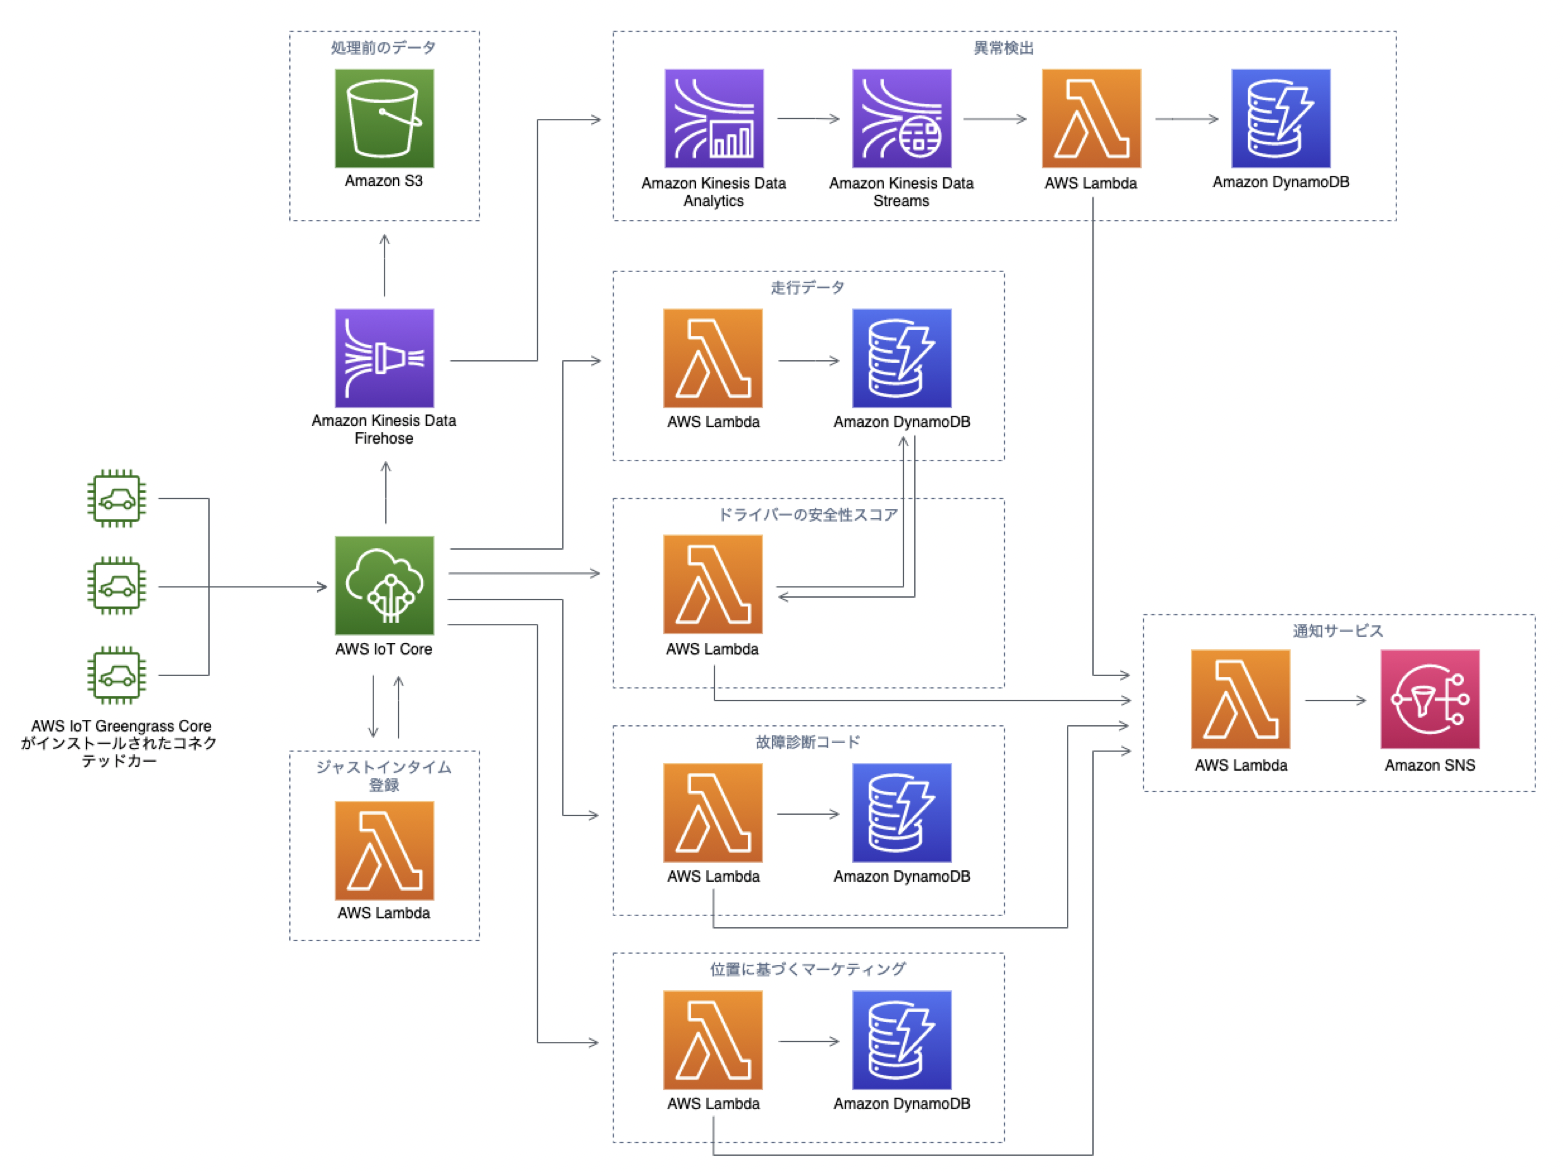 処理前のデータ
Amazon S3
異常検出
Amazon Kinesis Data
Analytics
Amazon Kinesis Data
Streams
AWS Lambda
Amazon DynamoDB
Amazon Kinesis Data
Firehose
走行データ
AWS Lambda
Amazon DynamoDB
AWS IoT Greengrass Core
がインストールされたコネク
テッドカー
AWS IoT Core
ドライバーの安全性スコア
AWS Lambda
ジャストインタイム
登録
AWS Lambda
故障診断コード
AWS Lambda
Amazon DynamoDB
位置に基づくマーケティング
AWS Lambda
Amazon DynamoDB
通知サービス
AWS Lambda
Amazon SNS